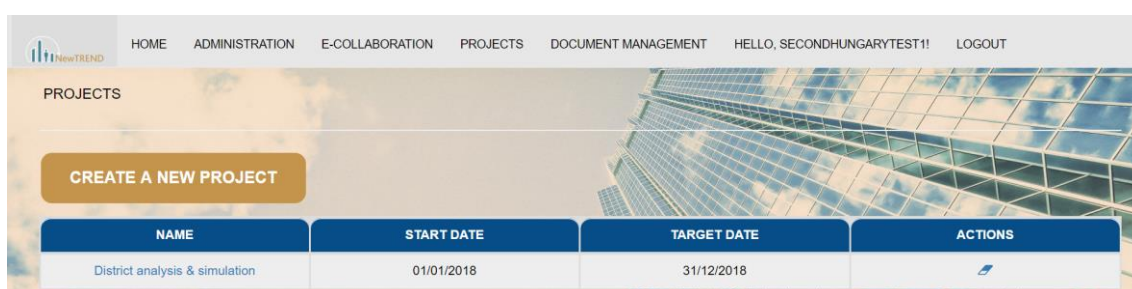 NewTREND HOME ADMINISTRATION E-COLLABORATION PROJECTS DOCUMENT MANAGEMENT HELLO, SECONDHUNGARYTEST1! LOGOUT
PROJECTS
CREATE A NEW PROJECT
NAME START DATE TARGET DATE ACTIONS
District analysis & simulation 01/01/2018 31/12/2018